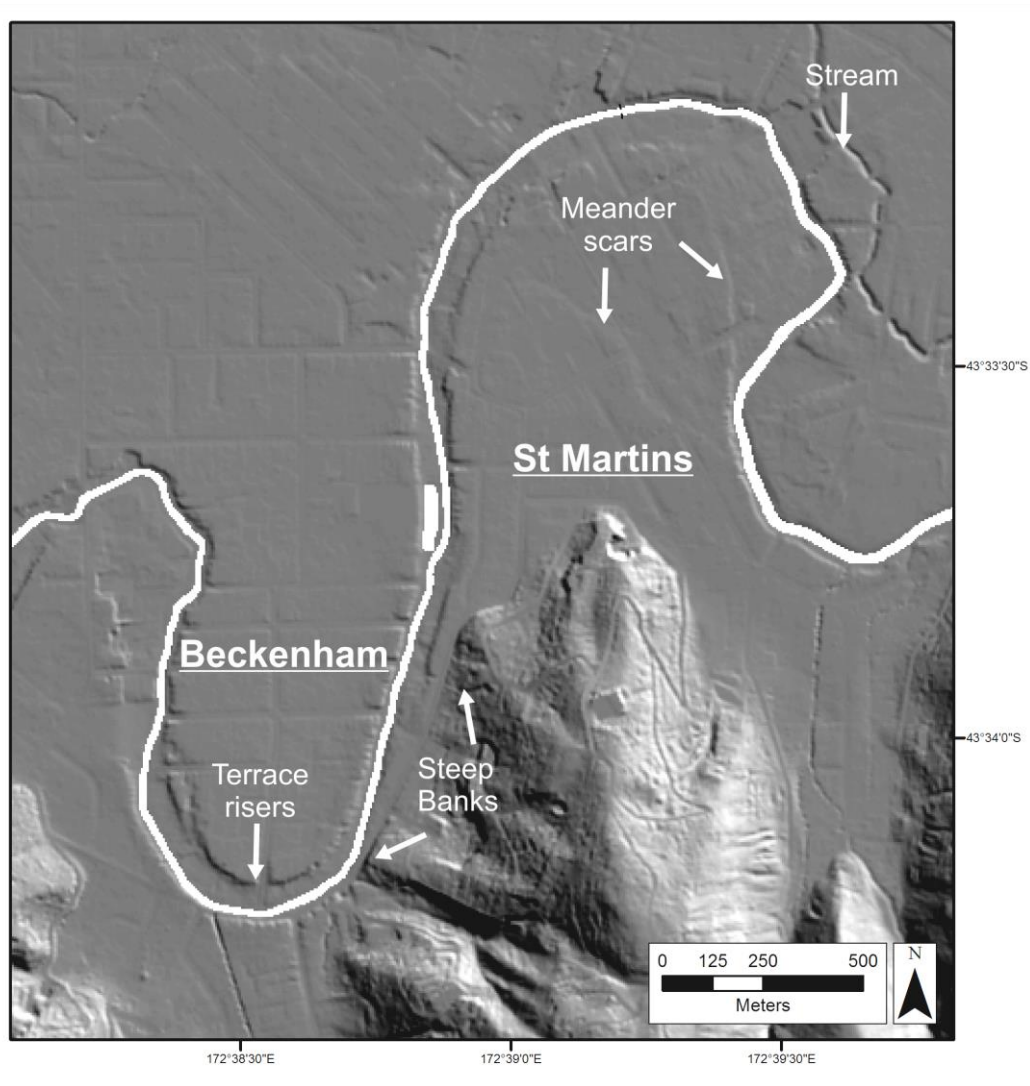 Stream
Meander
scars
43°33'30"S
St Martins
Beckenham
43°34'0"S
Terrace
risers
Steep
Banks
0 125 250 500
Meters
N
172°38'30"E 172°39'0"E 172°39'30"E